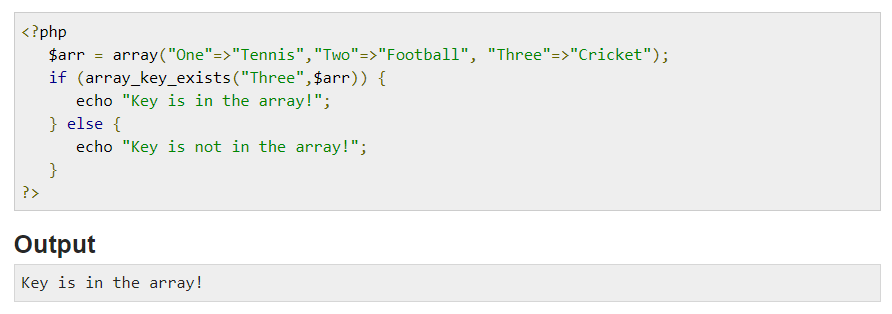 <?php
   $arr = array("One"=>"Tennis","Two"=>"Football", "Three"=>"Cricket");
   if (array_key_exists("Three",$arr)) {
      echo "Key is in the array!";
   } else {
      echo "Key is not in the array!";
   }
?>
Output
Key is in the array!